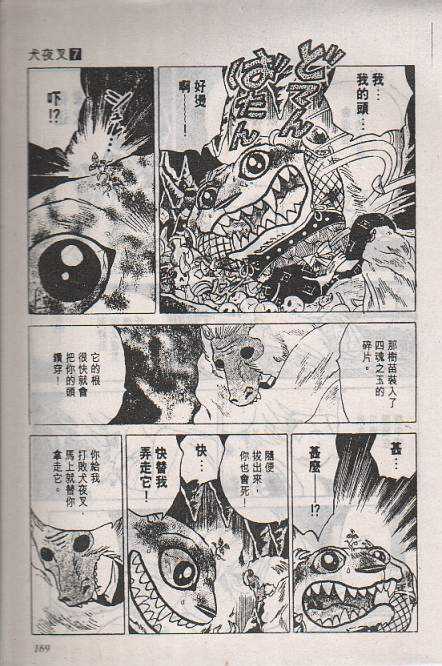 犬夜叉 7
我…
我的頭…
どてん
ばたん
好燙
啊~~~~!
嚇!?
那樹苗裝入了
四魂之玉的
碎片。
它的根
很快就會
把你的頭
鑽穿!
甚…
甚麼
!?
隨便
拔出來,
你也會死!
快…
快替我
弄走它!
你給我
打敗犬夜叉,
馬上就替你
拿走它。
169